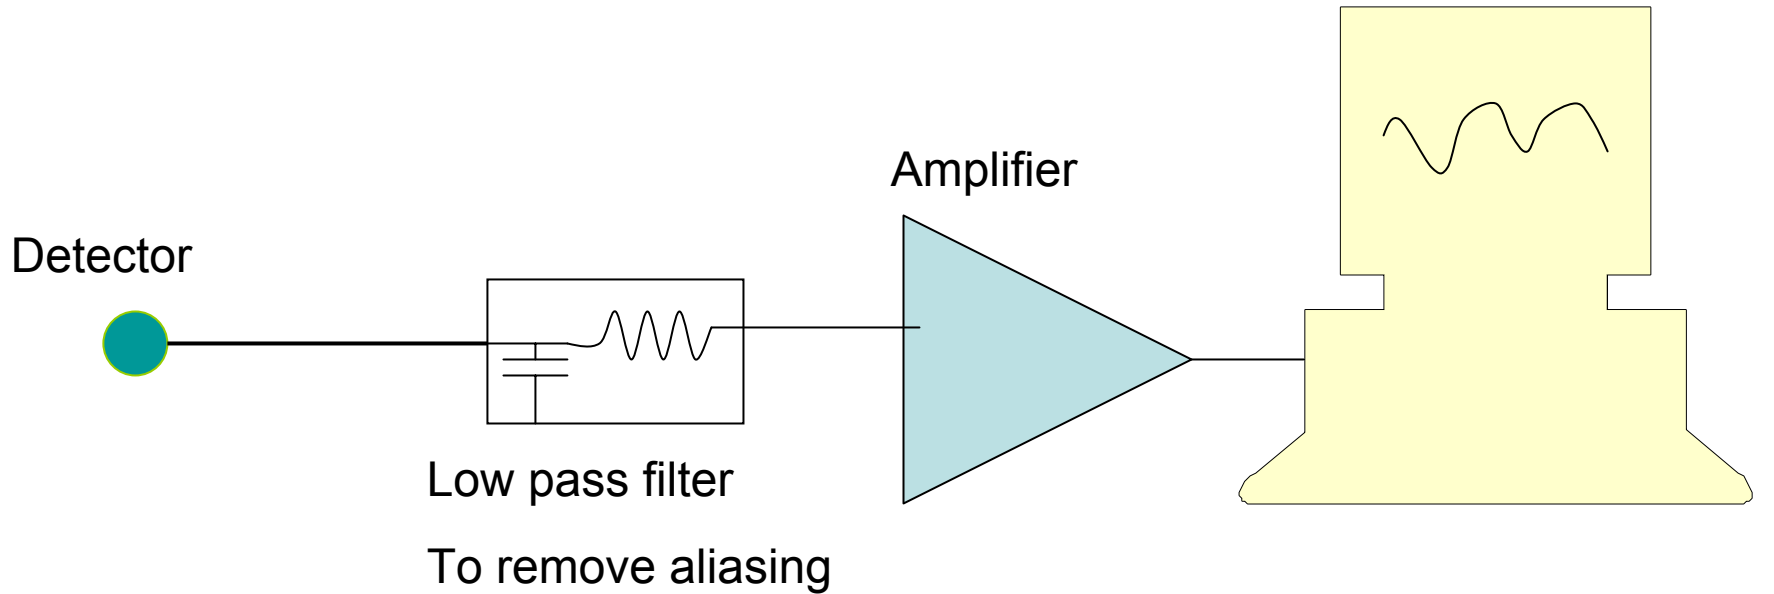 Detector
Low pass filter
To remove aliasing
Amplifier